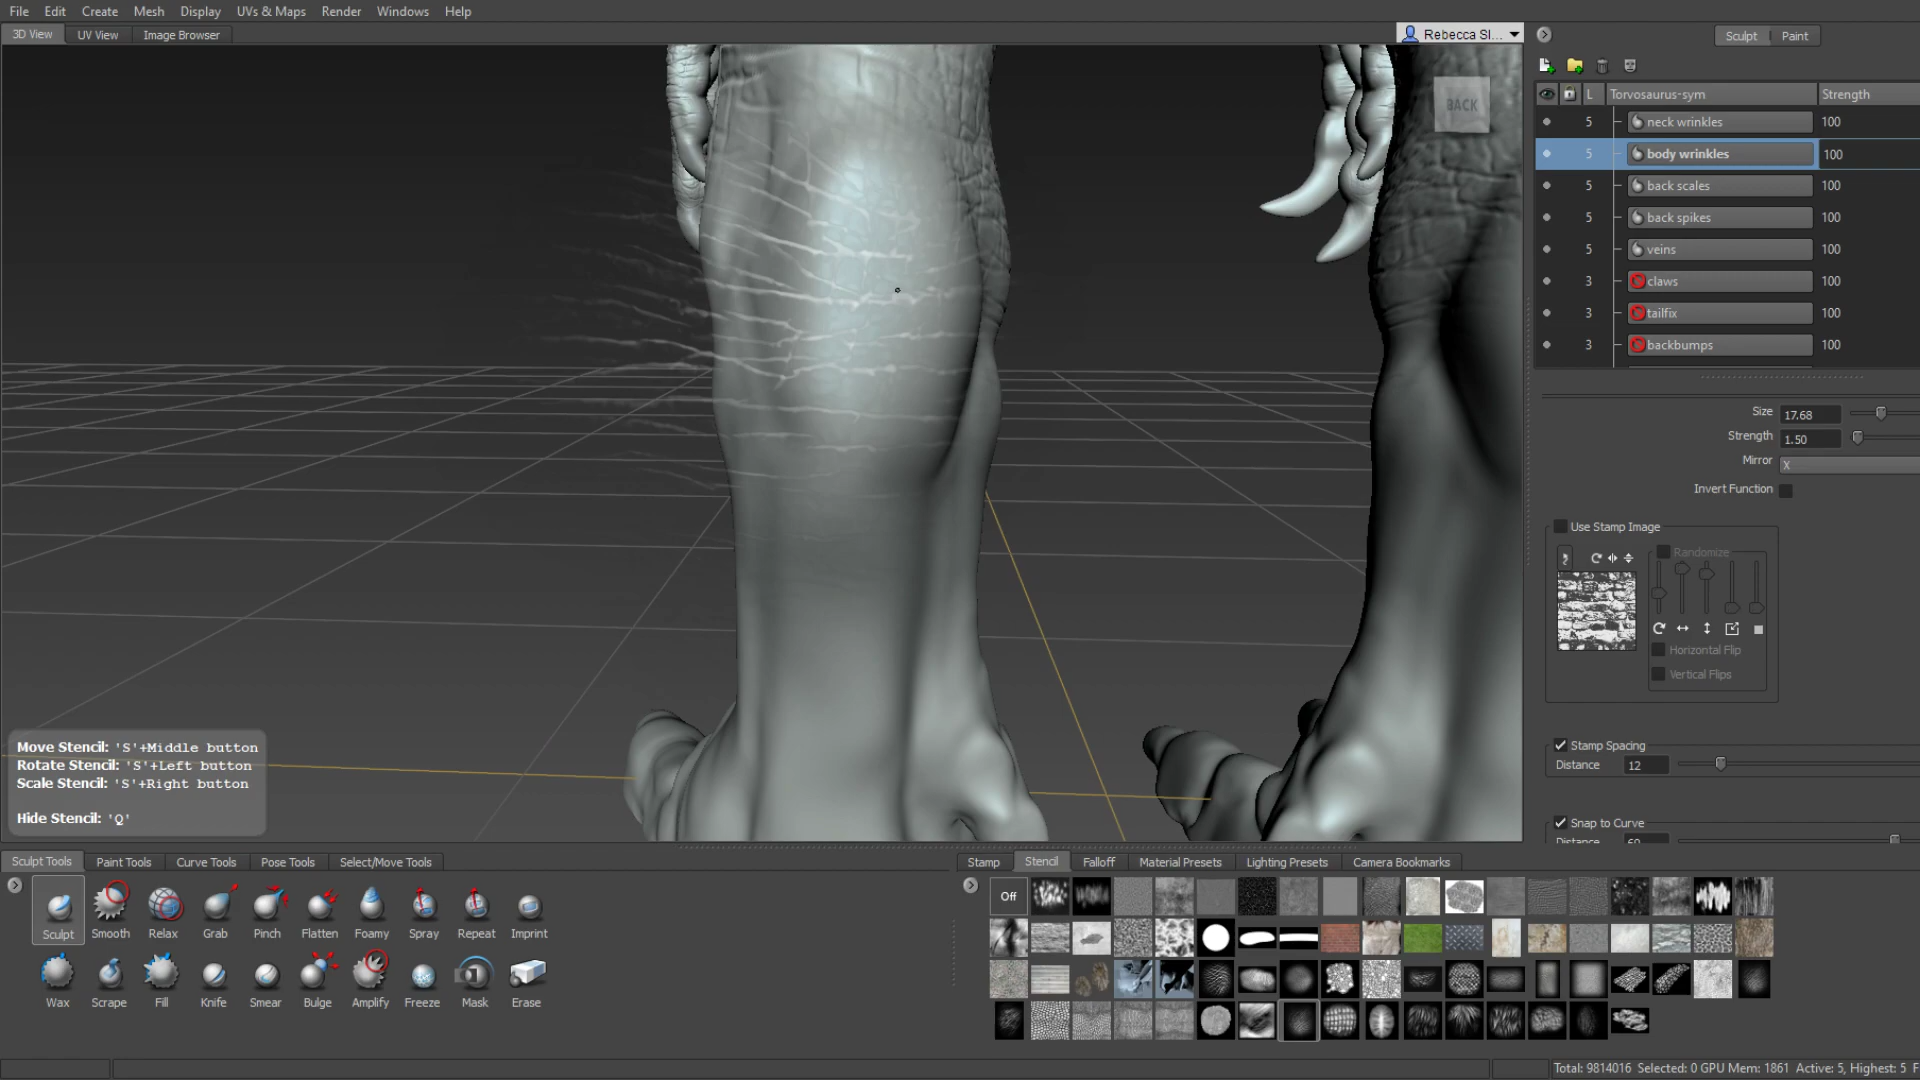 File Edit Create Mesh Display UVs & Maps Render Windows Help
3D View UV View Image Browser
Rebecca Sl...
Sculpt Paint
BACK
L Torvosaurus-sym Strength
5 neck wrinkles 100
5 body wrinkles 100
5 back scales 100
5 back spikes 100
5 veins 100
3 claws 100
3 tailfix 100
3 backbumps 100
Size 17.68
Strength 1.50
Mirror X
Invert Function
Use Stamp Image
Randomize
Horizontal Flip
Vertical Flips
Stamp Spacing
Distance 12
Snap to Curve
Distance 60
Move Stencil: 'S'+Middle button
Rotate Stencil: 'S'+Left button
Scale Stencil: 'S'+Right button
Hide Stencil: 'Q'
Sculpt Tools Paint Tools Curve Tools Pose Tools Select/Move Tools
Sculpt Smooth Relax Grab Pinch Flatten Foamy Spray Repeat Imprint
Wax Scrape Fill Knife Smear Bulge Amplify Freeze Mask Erase
Stamp Stencil Falloff Material Presets Lighting Presets Camera Bookmarks
Off
Total: 9814016 Selected: 0 GPU Mem: 1861 Active: 5, Highest: 5 F